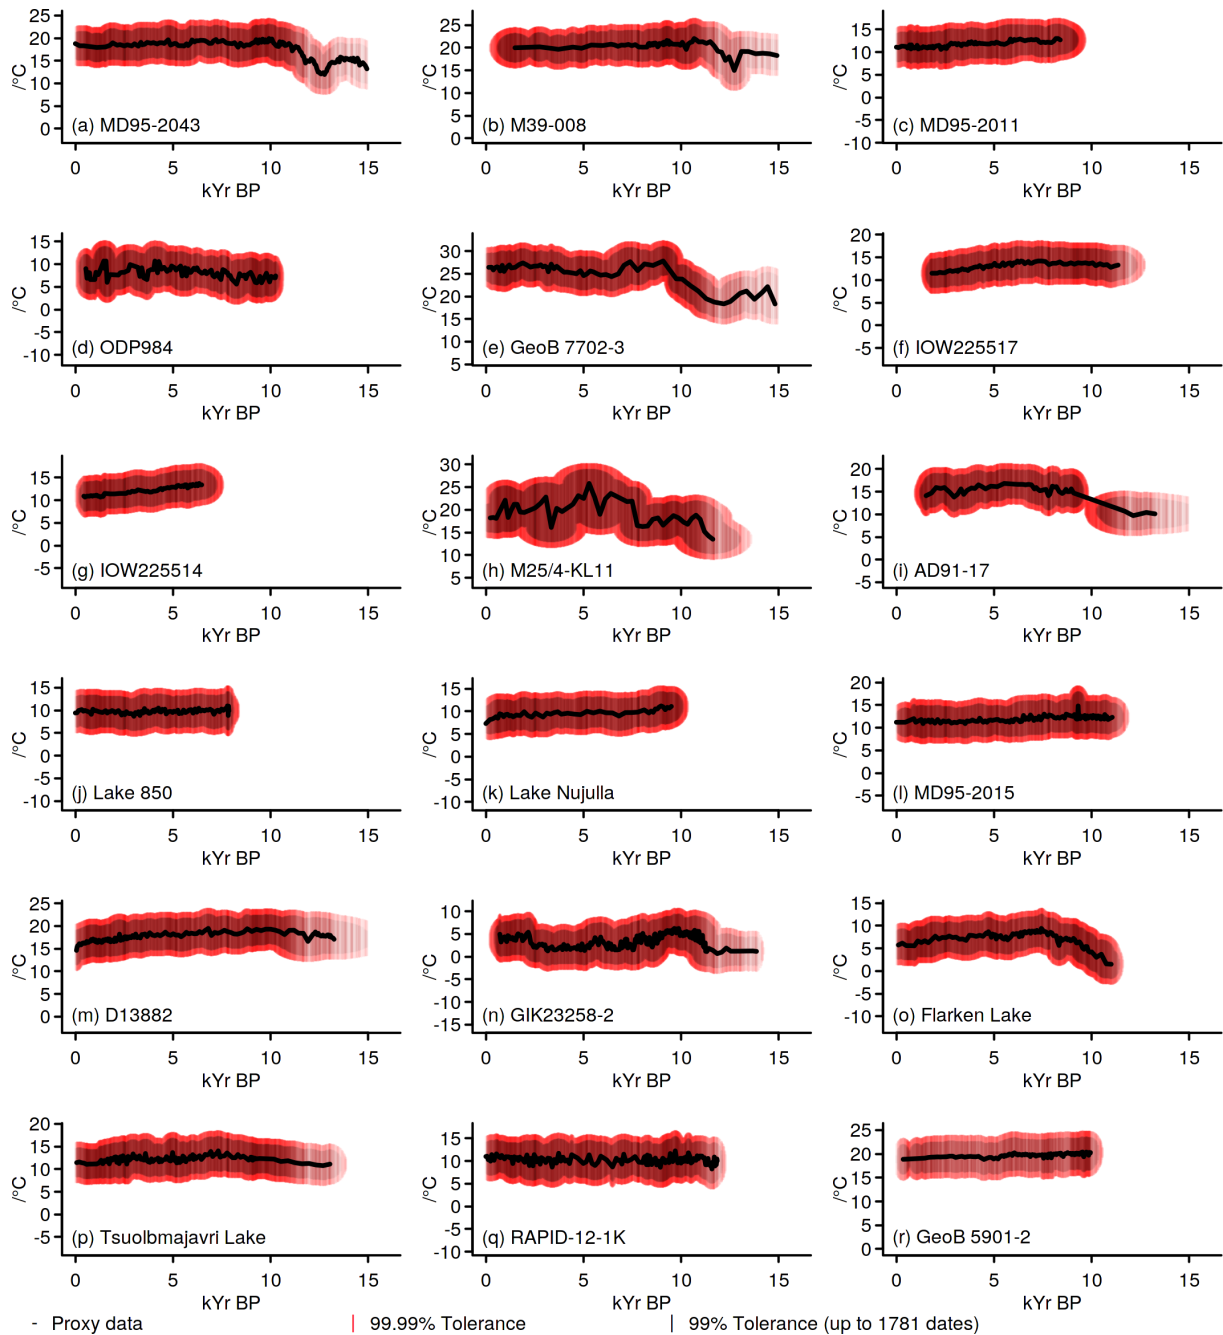 25
20
15
10
5
0
/°C
(a) MD95-2043
0 5 10 15
kYr BP
25
20
15
10
5
0
/°C
(b) M39-008
0 5 10 15
kYr BP
15
10
5
0
-5
-10
/°C
(c) MD95-2011
0 5 10 15
kYr BP
15
10
5
0
-5
-10
/°C
(d) ODP984
0 5 10 15
kYr BP
30
25
20
15
10
5
/°C
(e) GeoB 7702-3
0 5 10 15
kYr BP
20
15
10
5
0
-5
/°C
(f) IOW225517
0 5 10 15
kYr BP
15
10
5
0
-5
/°C
(g) IOW225514
0 5 10 15
kYr BP
30
25
20
15
10
5
/°C
(h) M25/4-KL11
0 5 10 15
kYr BP
20
15
10
5
0
-5
/°C
(i) AD91-17
0 5 10 15
kYr BP
15
10
5
0
-5
-10
/°C
(j) Lake 850
0 5 10 15
kYr BP
15
10
5
0
-5
-10
/°C
(k) Lake Nujulla
0 5 10 15
kYr BP
20
15
10
5
0
-5
/°C
(l) MD95-2015
0 5 10 15
kYr BP
25
20
15
10
5
0
/°C
(m) D13882
0 5 10 15
kYr BP
10
5
0
-5
-10
-15
/°C
(n) GIK23258-2
0 5 10 15
kYr BP
15
10
5
0
-5
-10
/°C
(o) Flarken Lake
0 5 10 15
kYr BP
20
15
10
5
0
-5
/°C
(p) Tsuolbmajavri Lake
0 5 10 15
kYr BP
15
10
5
0
-5
-10
/°C
(q) RAPID-12-1K
0 5 10 15
kYr BP
25
20
15
10
5
0
/°C
(r) GeoB 5901-2
0 5 10 15
kYr BP
- Proxy data | 99.99% Tolerance | 99% Tolerance (up to 1781 dates)